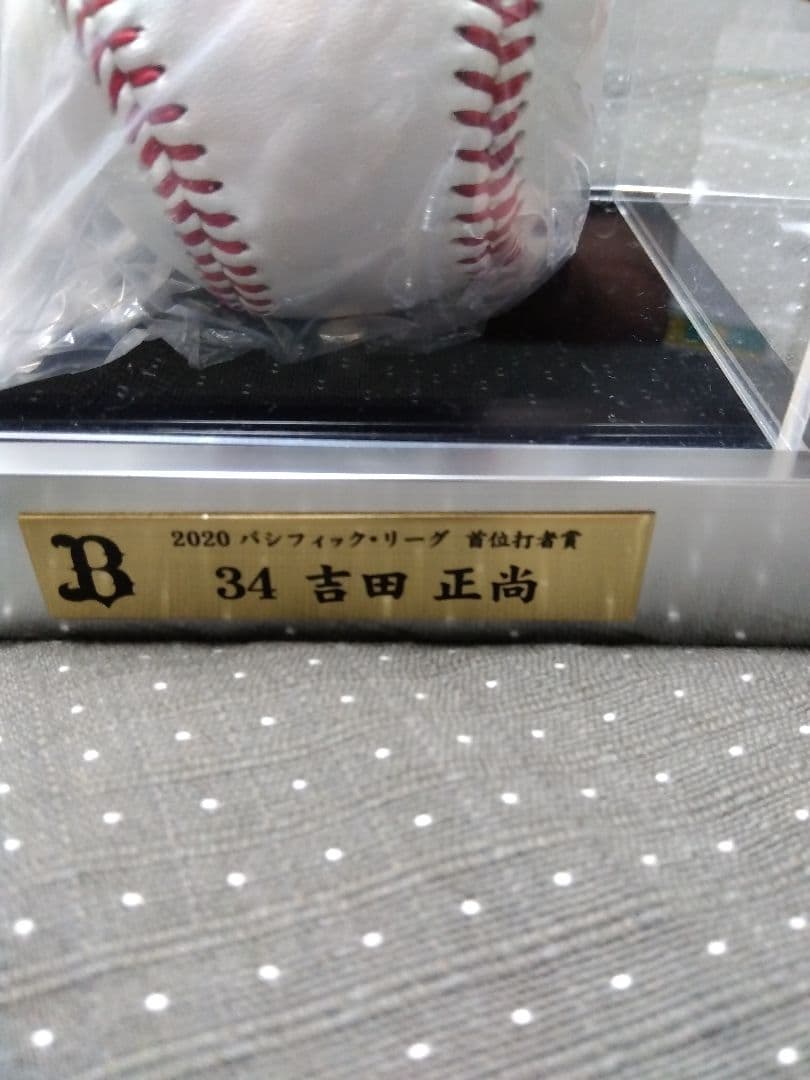 B
2020 パシフィック・リーグ 首位打者賞
34 吉田 正尚